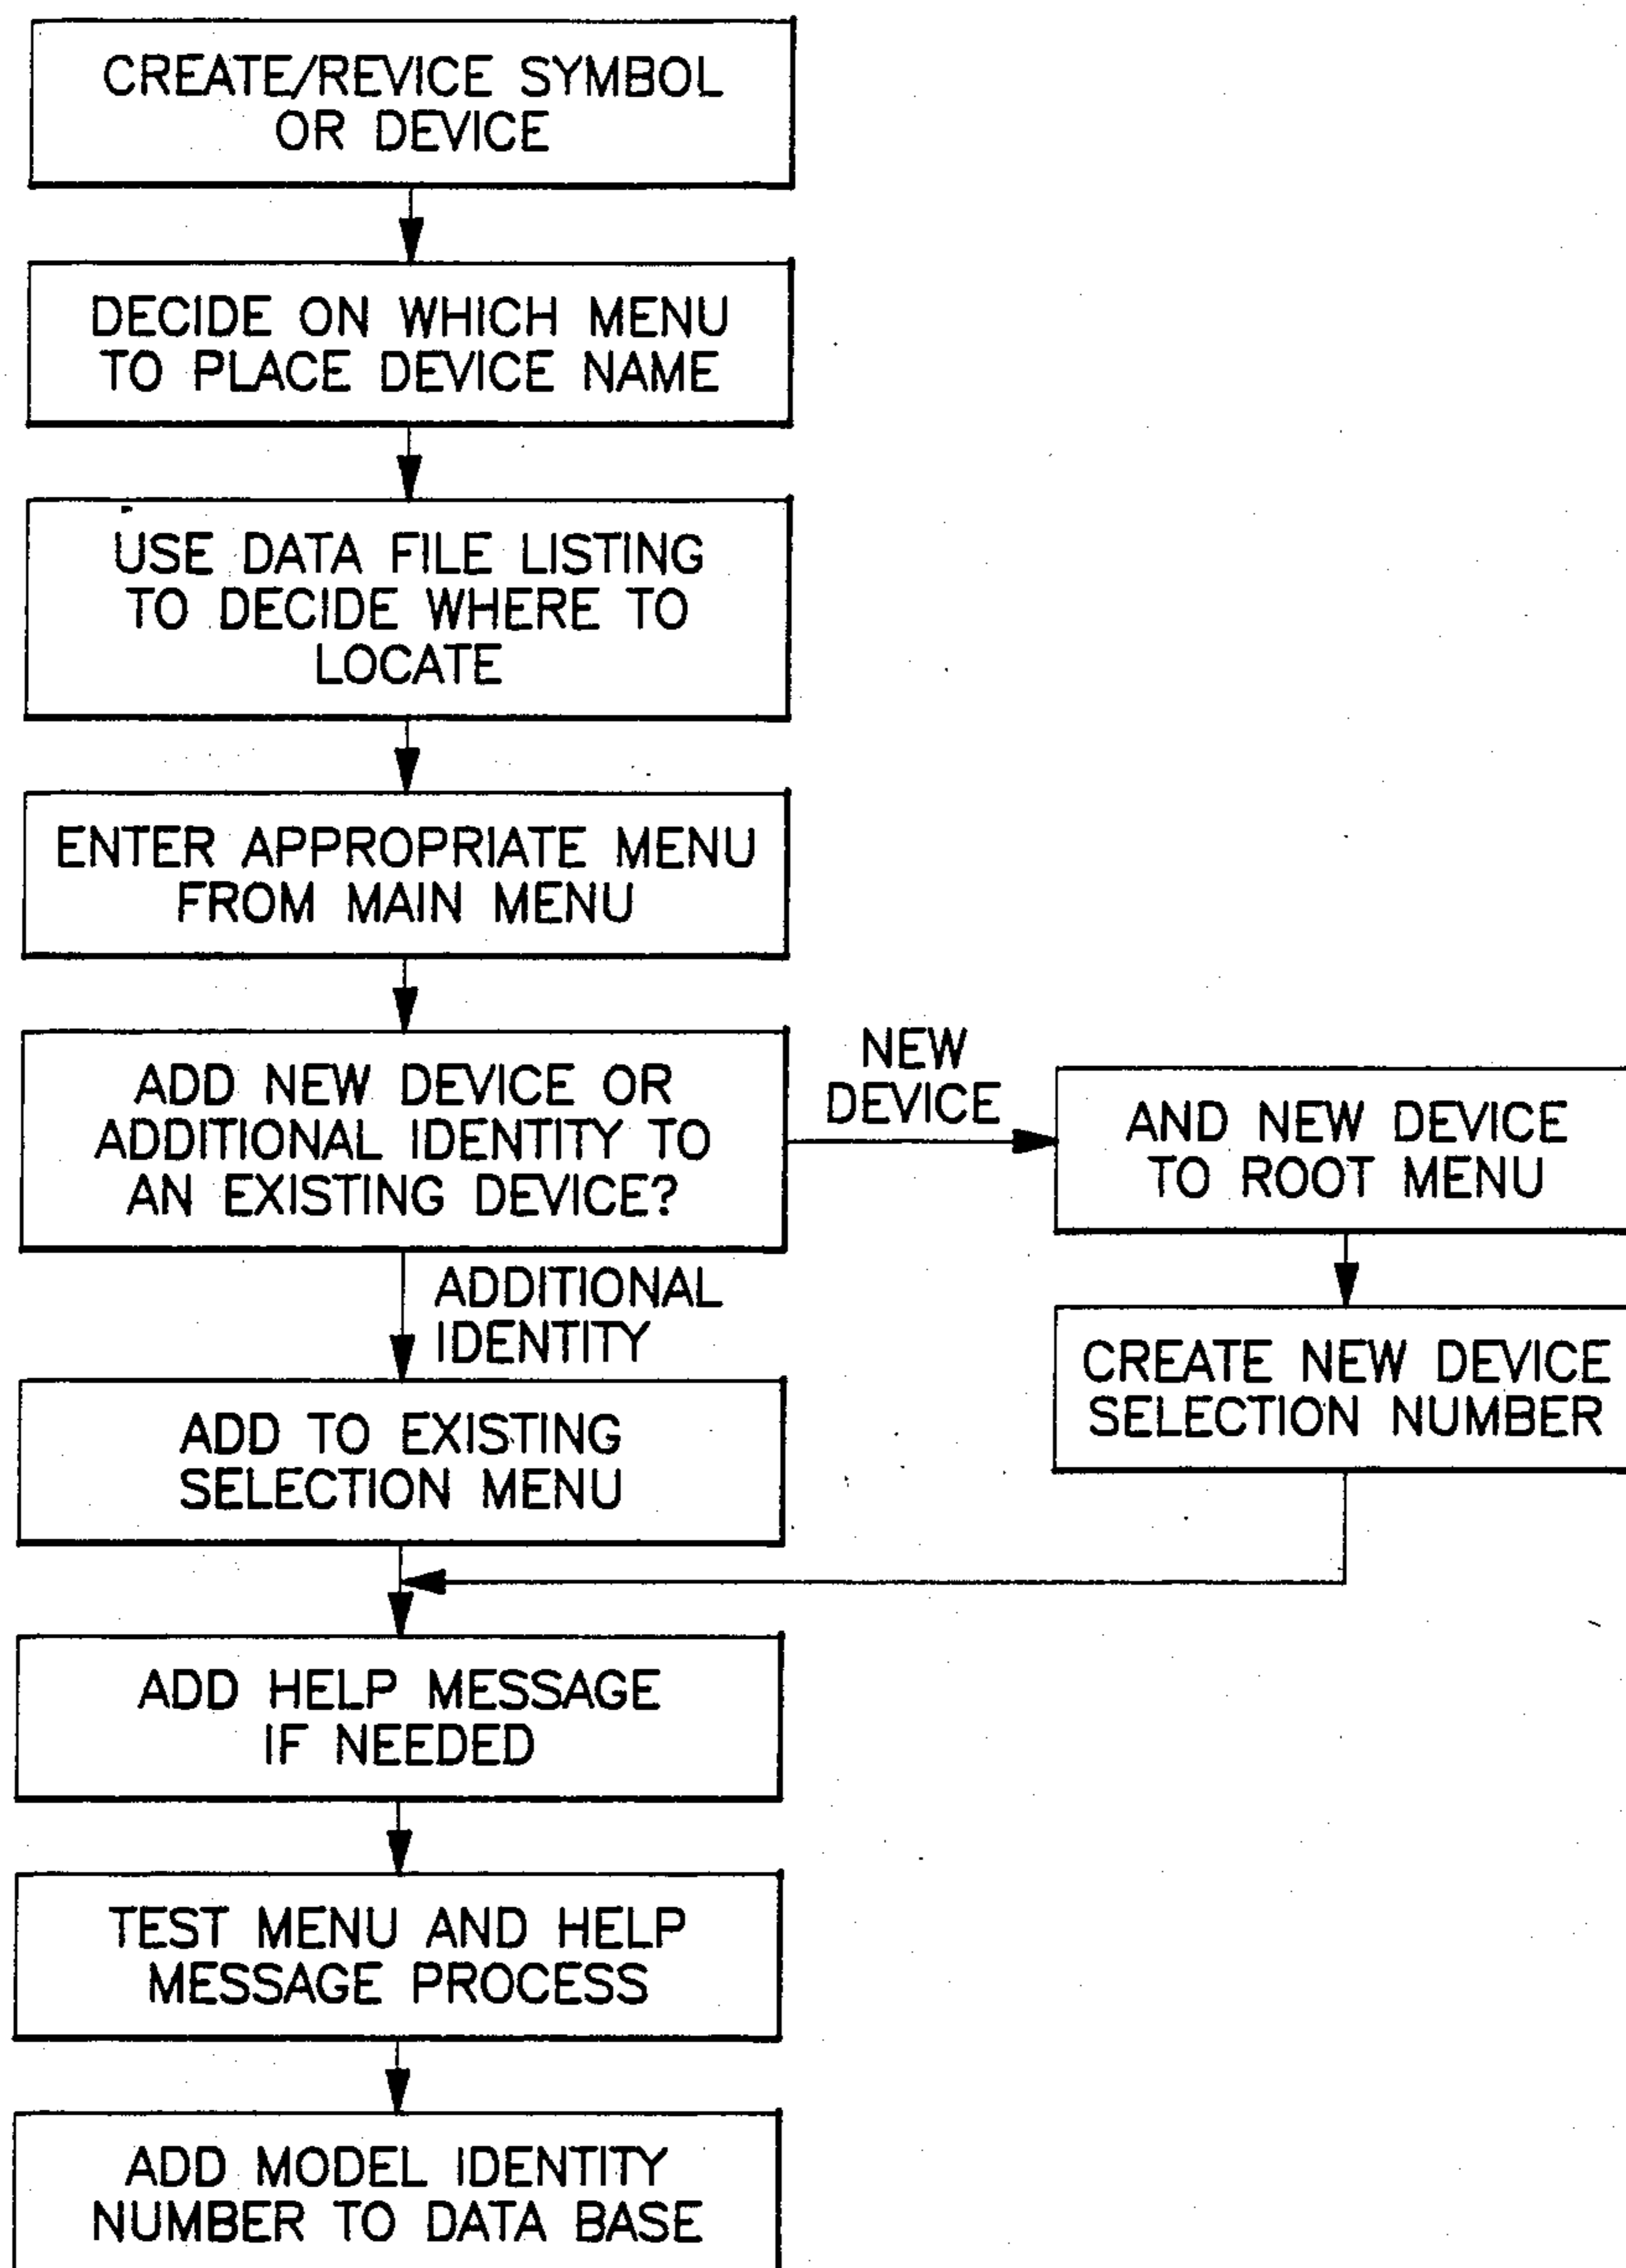 CREATE/REVICE SYMBOL
OR DEVICE
DECIDE ON WHICH MENU
TO PLACE DEVICE NAME
USE DATA FILE LISTING
TO DECIDE WHERE TO
LOCATE
ENTER APPROPRIATE MENU
FROM MAIN MENU
ADD NEW DEVICE OR
ADDITIONAL IDENTITY TO
AN EXISTING DEVICE?
NEW
DEVICE
AND NEW DEVICE
TO ROOT MENU
CREATE NEW DEVICE
SELECTION NUMBER
ADDITIONAL
IDENTITY
ADD TO EXISTING
SELECTION MENU
ADD HELP MESSAGE
IF NEEDED
TEST MENU AND HELP
MESSAGE PROCESS
ADD MODEL IDENTITY
NUMBER TO DATA BASE